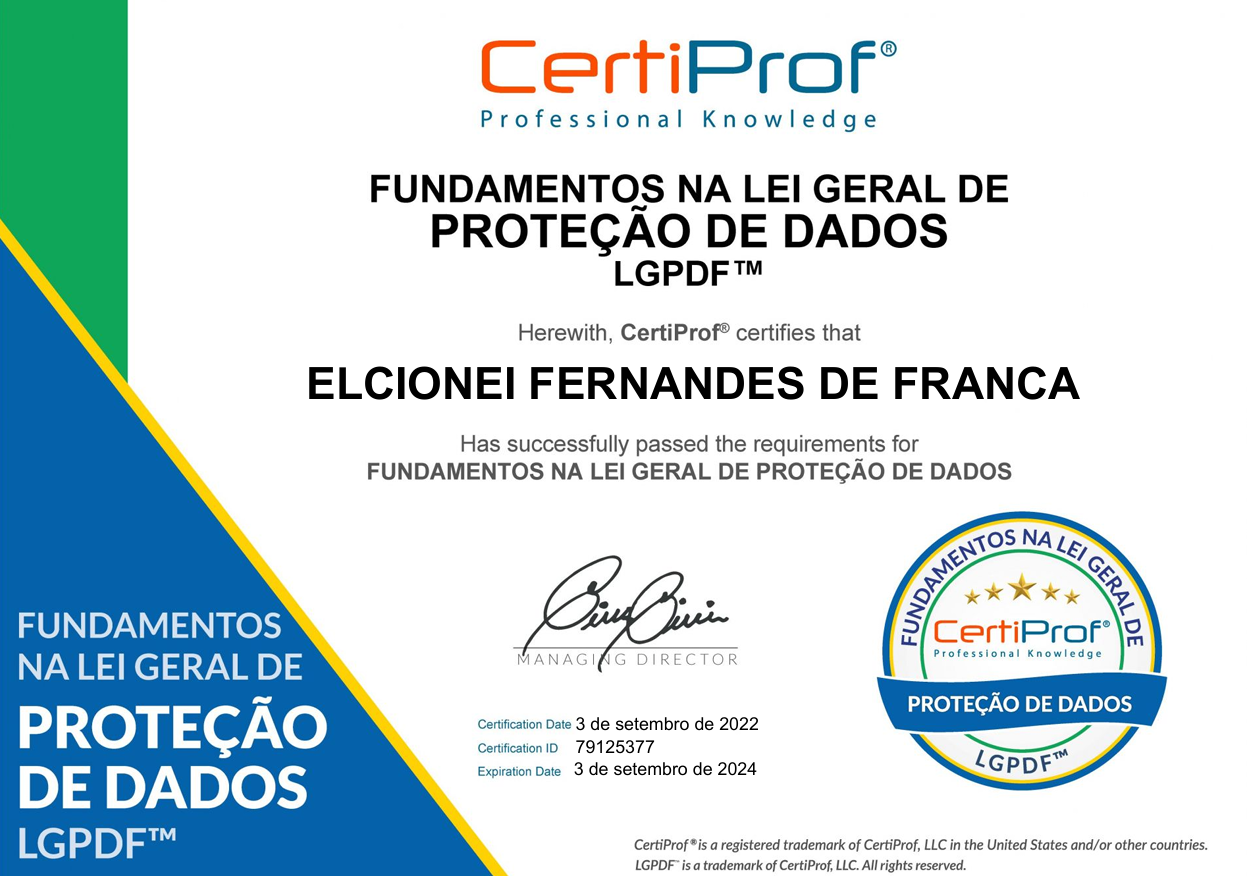 CertiProf®
Professional Knowledge
FUNDAMENTOS NA LEI GERAL DE
PROTEÇÃO DE DADOS
LGPDF™
Herewith, CertiProf® certifies that
ELCIONEI FERNANDES DE FRANCA
Has successfully passed the requirements for
FUNDAMENTOS NA LEI GERAL DE PROTEÇÃO DE DADOS
MANAGING DIRECTOR
Certification Date 3 de setembro de 2022
Certification ID 79125377
Expiration Date 3 de setembro de 2024
FUNDAMENTOS NA LEI GERAL DE
CertiProf®
Professional Knowledge
PROTEÇÃO DE DADOS
LGPDF™
FUNDAMENTOS
NA LEI GERAL DE
PROTEÇÃO
DE DADOS
LGPDF™
CertiProf® is a registered trademark of CertiProf, LLC in the United States and/or other countries.
LGPDF™ is a trademark of CertiProf, LLC. All rights reserved.